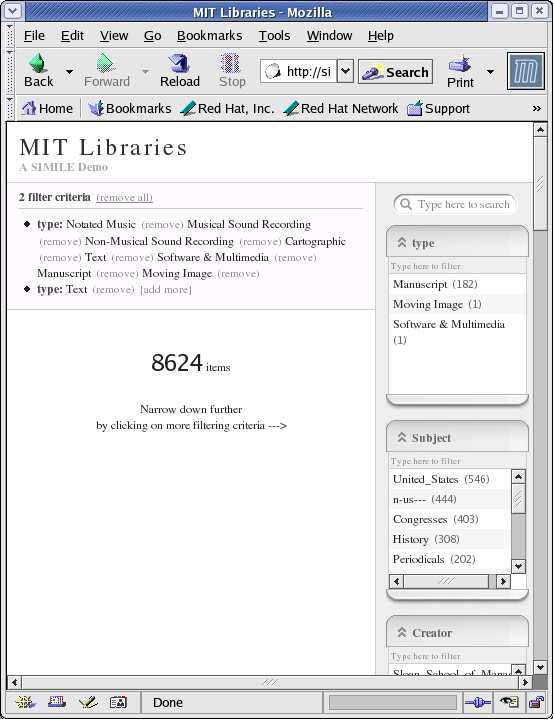 MIT Libraries - Mozilla
File Edit View Go Bookmarks Tools Window Help
Back Forward Reload Stop http://si Search Print
Home Bookmarks Red Hat, Inc. Red Hat Network Support »
MIT Libraries
A SIMILE Demo
2 filter criteria (remove all)
type: Notated Music (remove) Musical Sound Recording
(remove) Non-Musical Sound Recording (remove) Cartographic
(remove) Text (remove) Software & Multimedia (remove)
Manuscript (remove) Moving Image (remove)
type: Text (remove) [add more]
8624 items
Narrow down further
by clicking on more filtering criteria --->
Type here to search
type
Type here to filter
Manuscript (182)
Moving Image (1)
Software & Multimedia
(1)
Subject
Type here to filter
United_States (546)
n-us--- (444)
Congresses (403)
History (308)
Periodicals (202)
Creator
Type here to filter
Sloan_School_of_Mana
Done